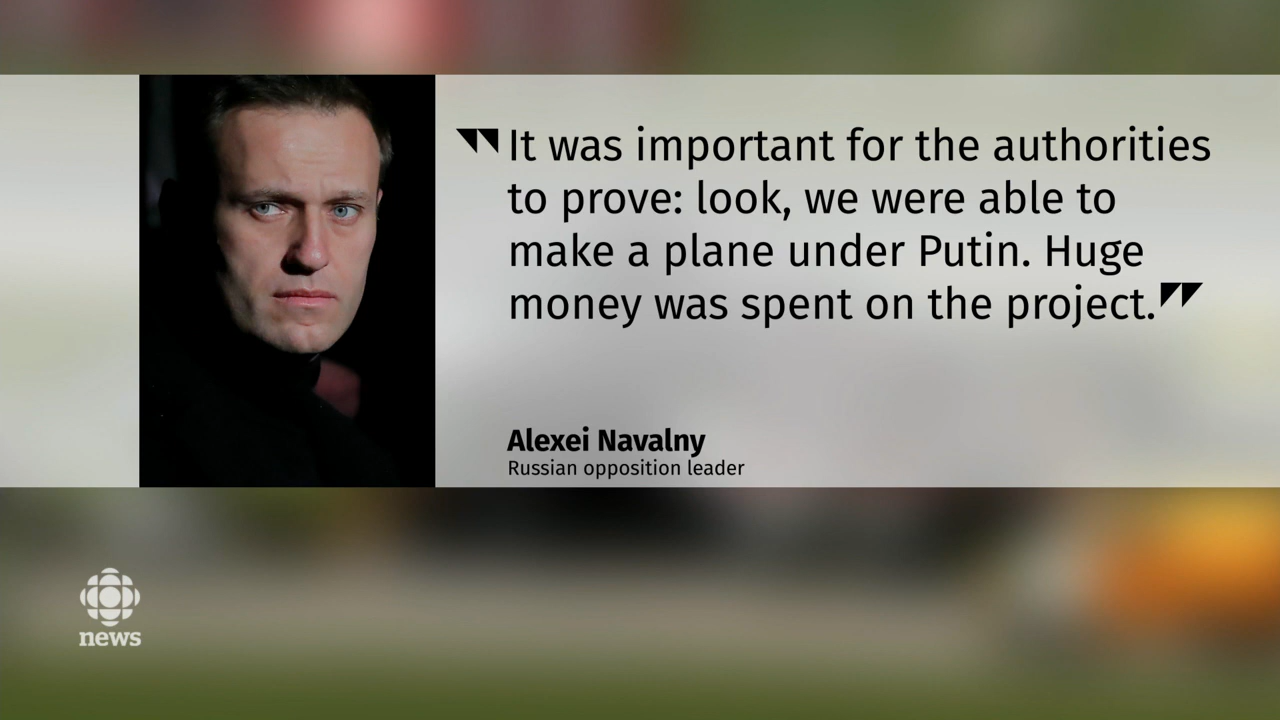 "It was important for the authorities
to prove: look, we were able to
make a plane under Putin. Huge
money was spent on the project."
Alexei Navalny
Russian opposition leader
news